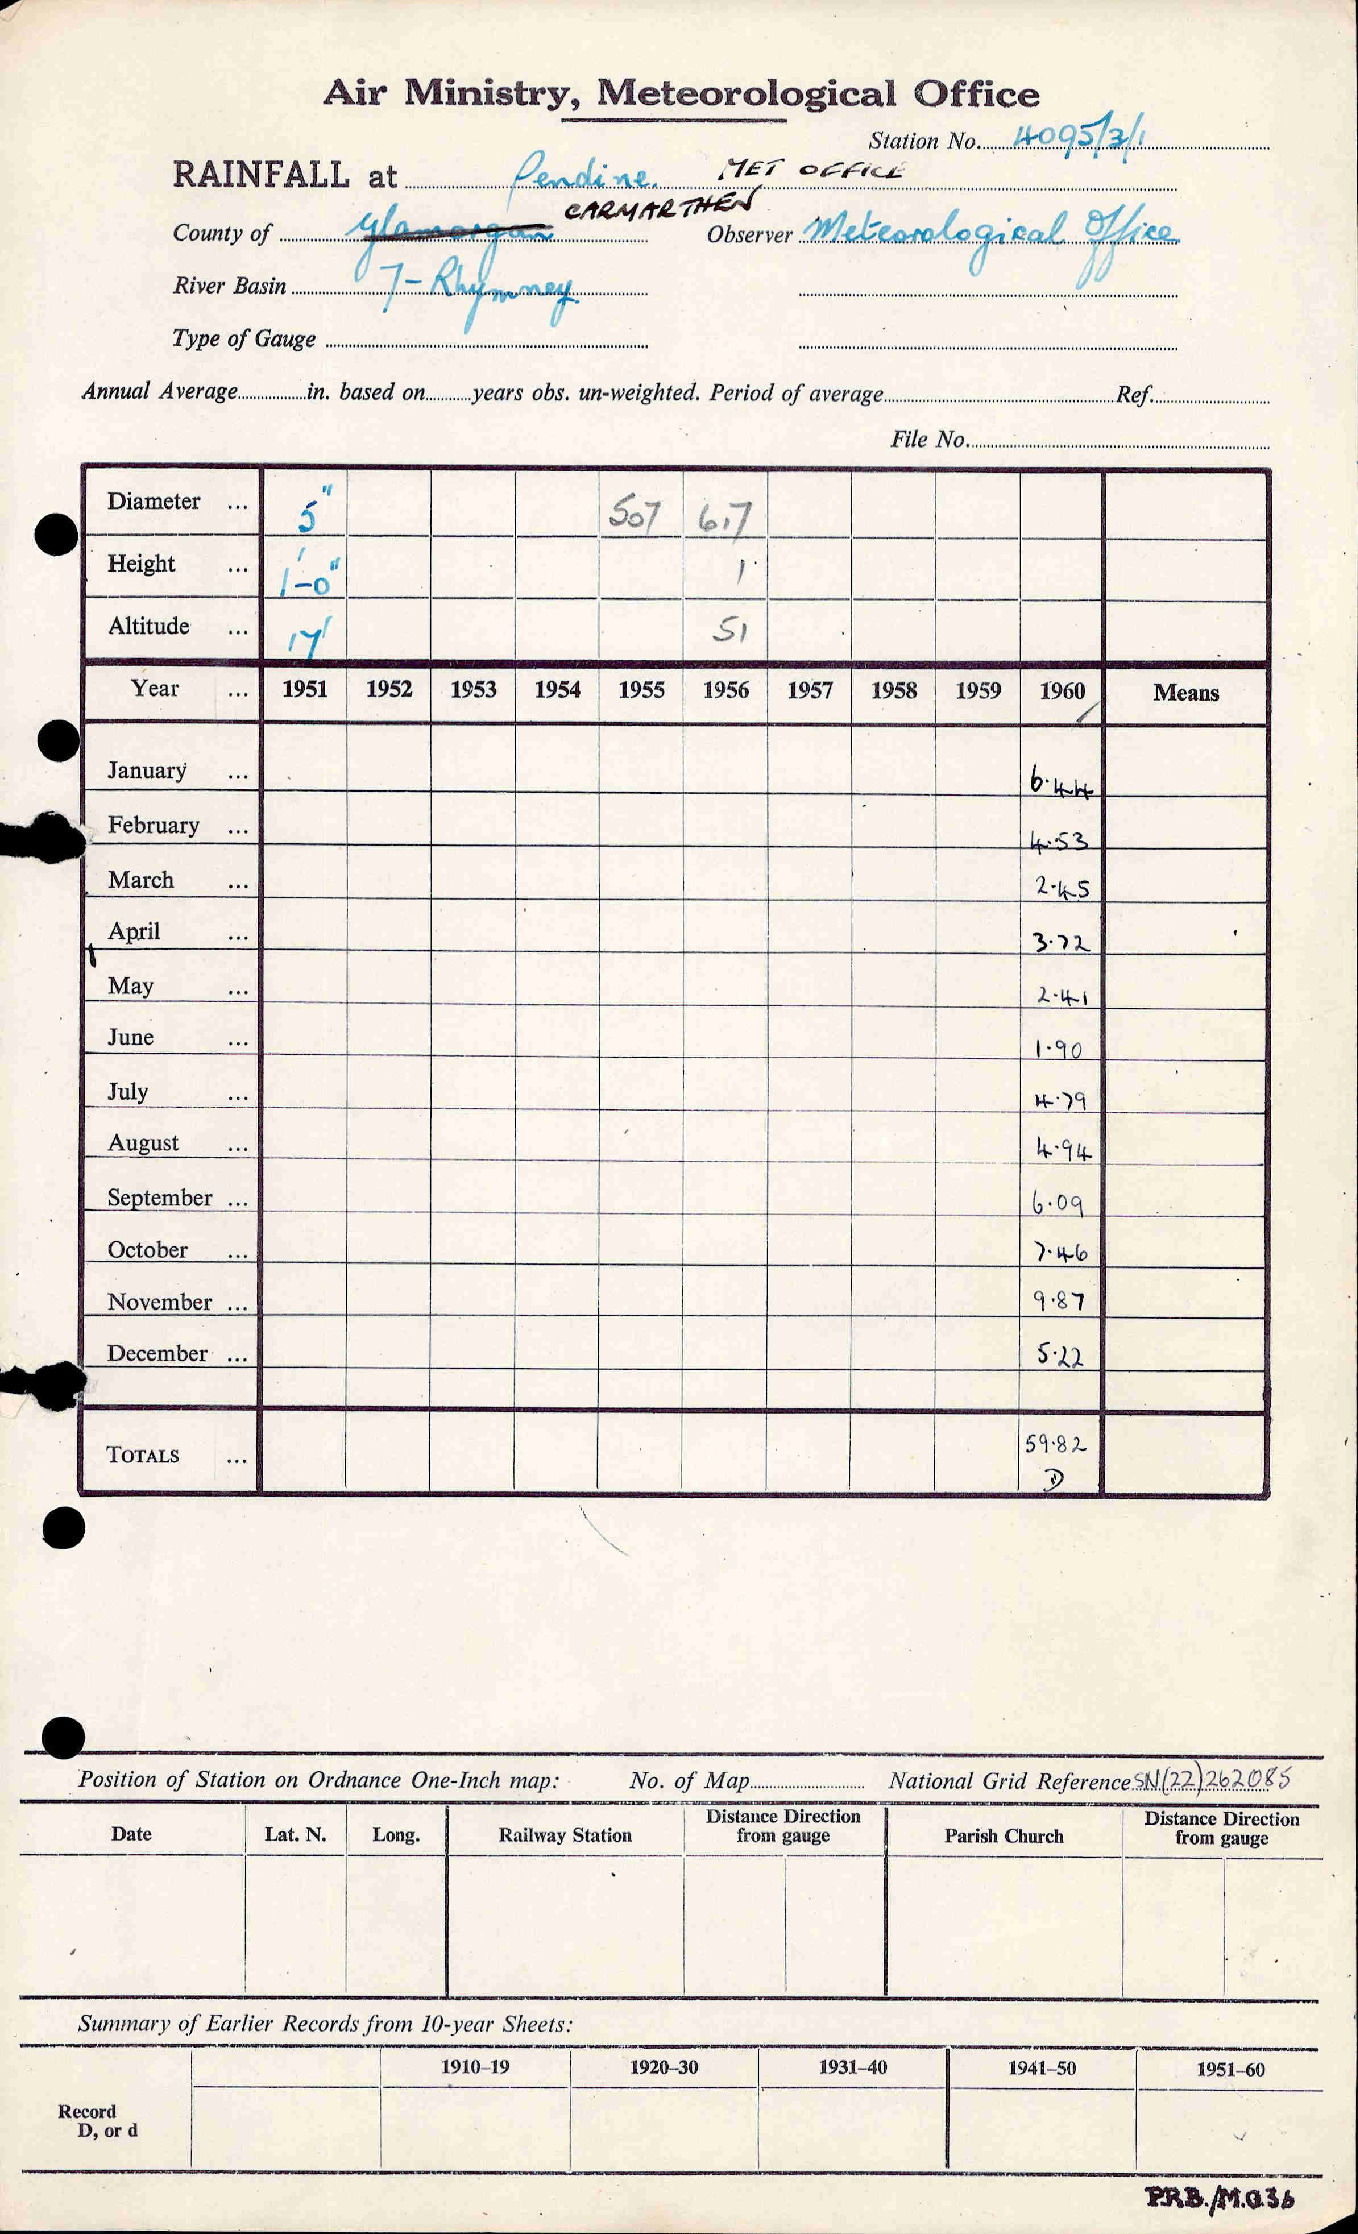 Air Ministry, Meteorological Office
Station No. 4095/3/1
RAINFALL at Pendine. MET OFFICE
County of Glamorgan CARMARTHEN Observer Meteorological Office
River Basin 7-Rhymney
Type of Gauge
Annual Average in. based on years obs. un-weighted. Period of average Ref.
File No.
Diameter ... 5" 507 617
Height ... 1'-0" 1
Altitude ... 17' 51
Year ... 1951 1952 1953 1954 1955 1956 1957 1958 1959 1960 Means
January ... 6.44
February ... 4.53
March ... 2.45
April ... 3.72
May ... 2.41
June ... 1.90
July ... 4.79
August ... 4.94
September ... 6.09
October ... 7.46
November ... 9.87
December ... 5.22
TOTALS ... 59.82
D
Position of Station on Ordnance One-Inch map: No. of Map National Grid Reference SN(22)262085
Date Lat. N. Long. Railway Station Distance Direction from gauge Parish Church Distance Direction from gauge
Summary of Earlier Records from 10-year Sheets:
1910–19 1920–30 1931–40 1941–50 1951–60
Record
D, or d
P.R.B./M.O.36